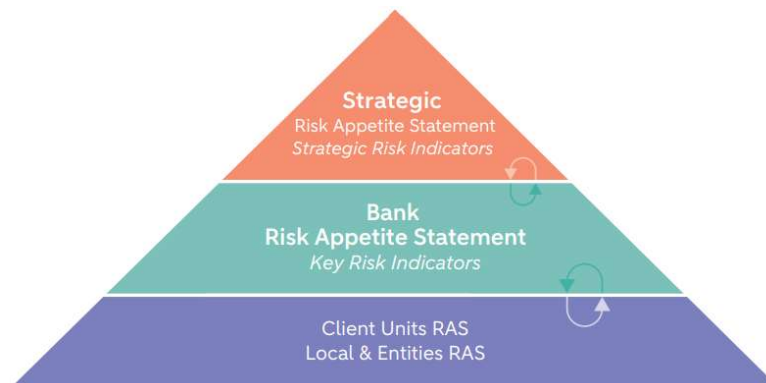 Strategic
Risk Appetite Statement
Strategic Risk Indicators
Bank
Risk Appetite Statement
Key Risk Indicators
Client Units RAS
Local & Entities RAS